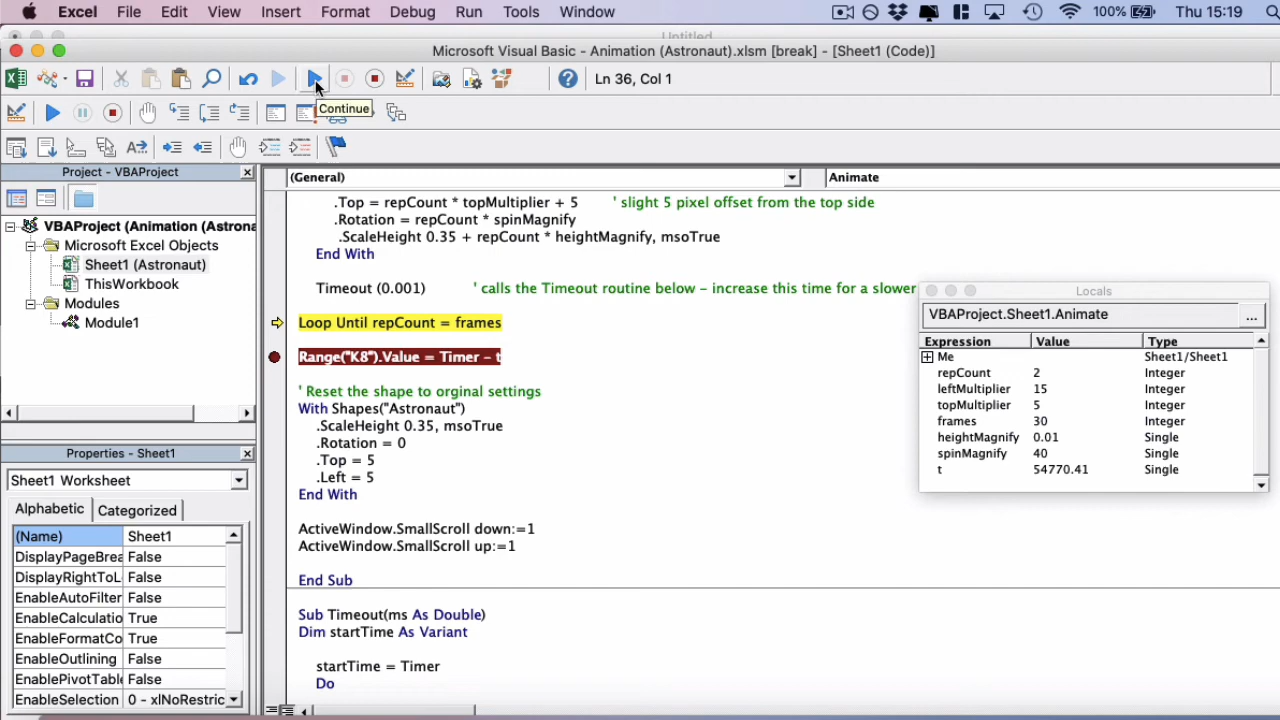 Excel File Edit View Insert Format Debug Run Tools Window 100% Thu 15:19
Untitled
Microsoft Visual Basic - Animation (Astronaut).xlsm [break] - [Sheet1 (Code)]
Ln 36, Col 1
Continue
Project - VBAProject
(General) Animate
VBAProject (Animation (Astrona
Microsoft Excel Objects
Sheet1 (Astronaut)
ThisWorkbook
Modules
Module1
Properties - Sheet1
Sheet1 Worksheet
Alphabetic Categorized
(Name) Sheet1
DisplayPageBrea False
DisplayRightToL False
EnableAutoFilter False
EnableCalculatio True
EnableFormatCo True
EnableOutlining False
EnablePivotTable False
EnableSelection 0 - xlNoRestric
.Top = repCount * topMultiplier + 5 ' slight 5 pixel offset from the top side
.Rotation = repCount * spinMagnify
.ScaleHeight 0.35 + repCount * heightMagnify, msoTrue
End With
Timeout (0.001) ' calls the Timeout routine below - increase this time for a slower
Loop Until repCount = frames
Range("K8").Value = Timer - t
' Reset the shape to orginal settings
With Shapes("Astronaut")
.ScaleHeight 0.35, msoTrue
.Rotation = 0
.Top = 5
.Left = 5
End With
ActiveWindow.SmallScroll down:=1
ActiveWindow.SmallScroll up:=1
End Sub
Sub Timeout(ms As Double)
Dim startTime As Variant
startTime = Timer
Do
Locals
VBAProject.Sheet1.Animate ...
Expression Value Type
Me Sheet1/Sheet1
repCount 2 Integer
leftMultiplier 15 Integer
topMultiplier 5 Integer
frames 30 Integer
heightMagnify 0.01 Single
spinMagnify 40 Single
t 54770.41 Single